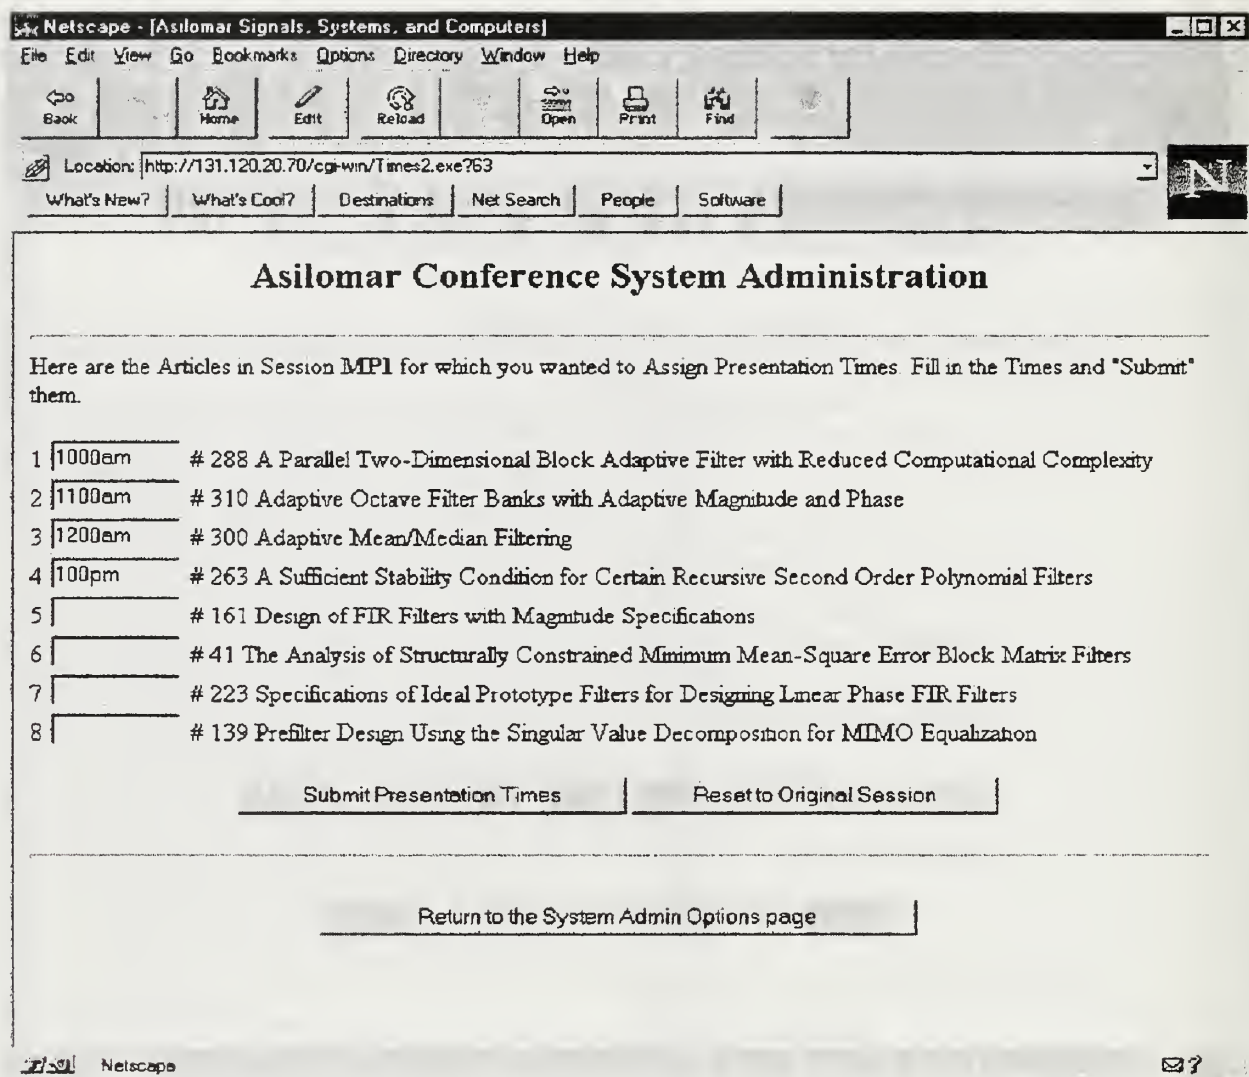 Netscape - [Asilomar Signals, Systems, and Computers]
File Edit View Go Bookmarks Options Directory Window Help
Back Home Edit Reload Open Print Find
Location: http://131.120.20.70/cgi-win/Times2.exe?63
What's New? What's Cool? Destinations Net Search People Software
N
Asilomar Conference System Administration
Here are the Articles in Session MP1 for which you wanted to Assign Presentation Times. Fill in the Times and "Submit"
them.
1 1000am # 288 A Parallel Two-Dimensional Block Adaptive Filter with Reduced Computational Complexity
2 1100am # 310 Adaptive Octave Filter Banks with Adaptive Magnitude and Phase
3 1200am # 300 Adaptive Mean/Median Filtering
4 100pm # 263 A Sufficient Stability Condition for Certain Recursive Second Order Polynomial Filters
5 # 161 Design of FIR Filters with Magnitude Specifications
6 # 41 The Analysis of Structurally Constrained Minimum Mean-Square Error Block Matrix Filters
7 # 223 Specifications of Ideal Prototype Filters for Designing Linear Phase FIR Filters
8 # 139 Prefilter Design Using the Singular Value Decomposition for MIMO Equalization
Submit Presentation Times Reset to Original Session
Return to the System Admin Options page
Netscape ?